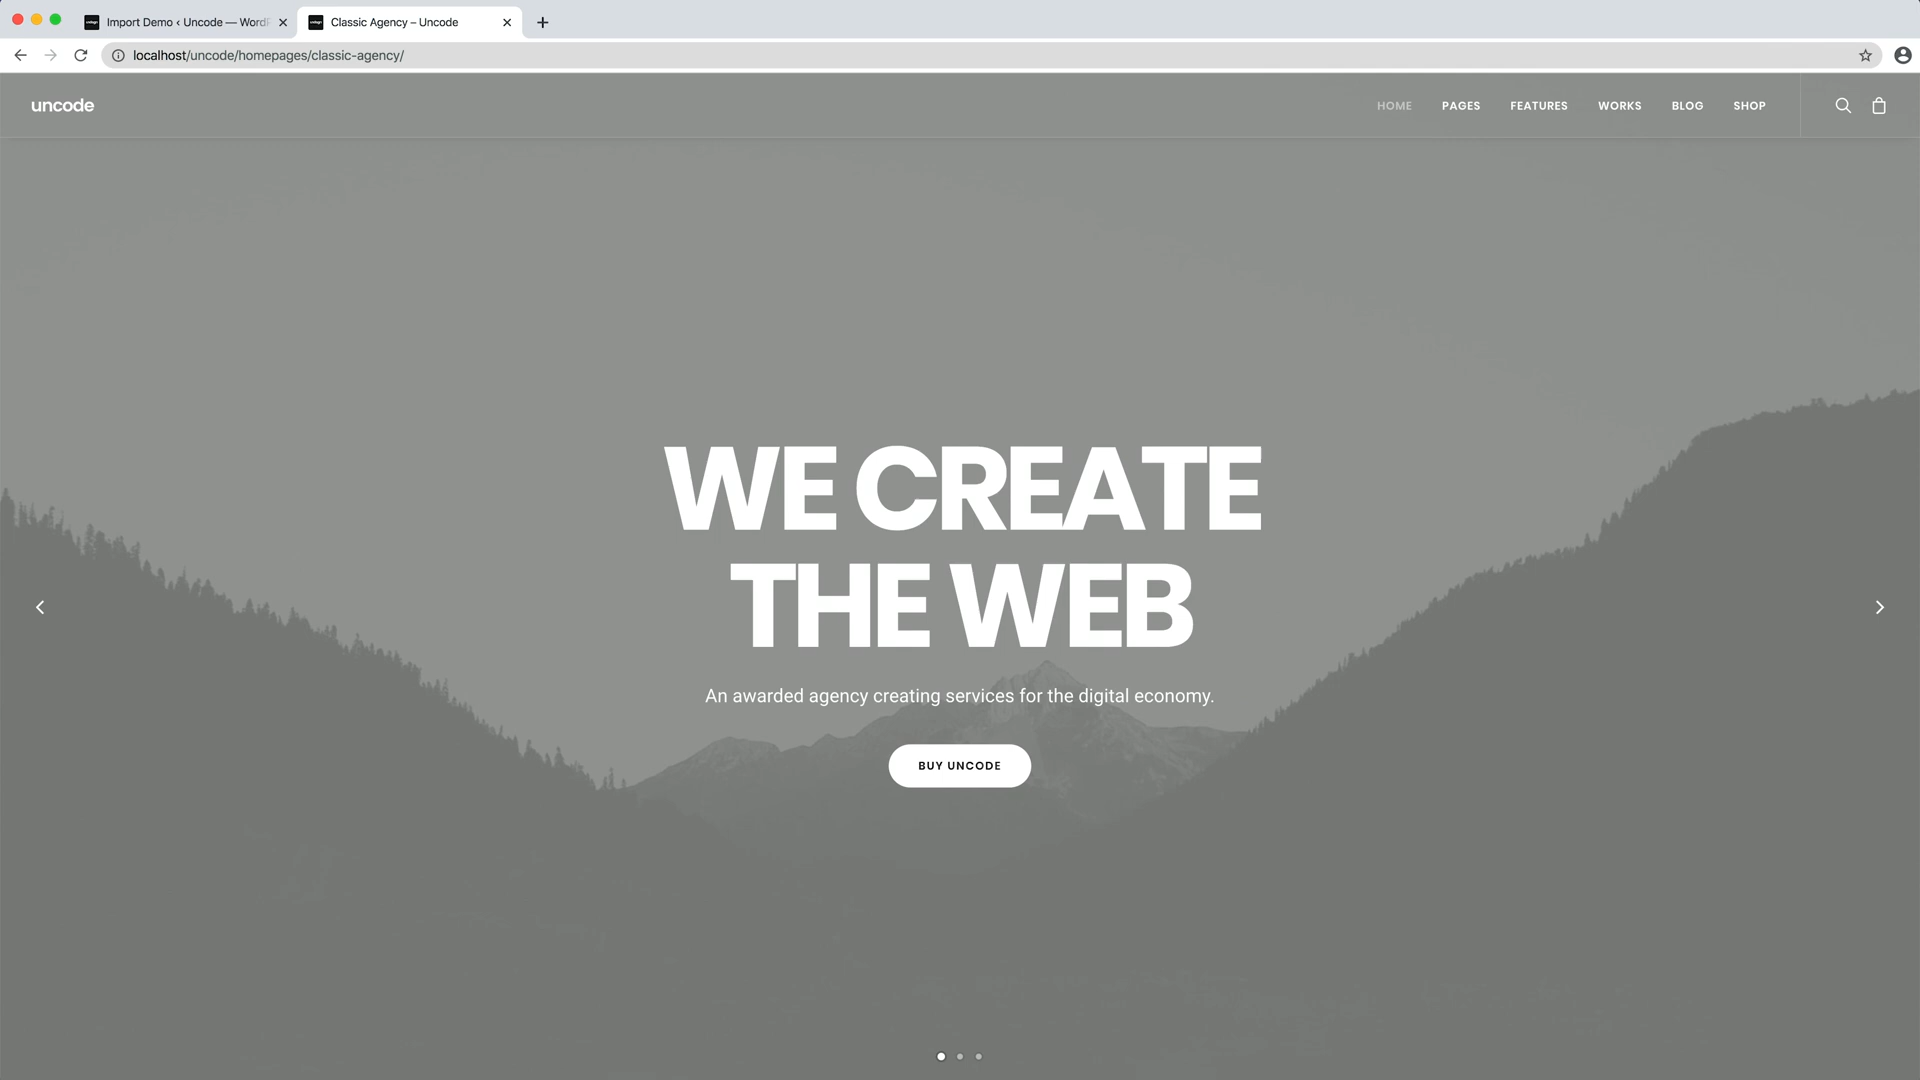 Import Demo ‹ Uncode — WordP
Classic Agency – Uncode
localhost/uncode/homepages/classic-agency/
uncode
HOME
PAGES
FEATURES
WORKS
BLOG
SHOP
WE CREATE
THE WEB
An awarded agency creating services for the digital economy.
BUY UNCODE